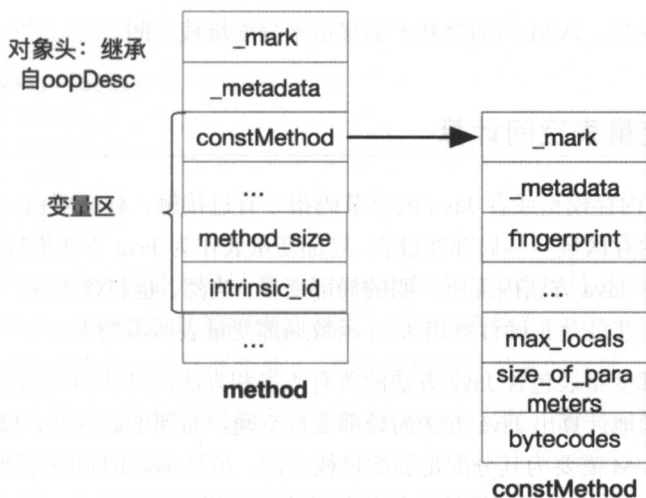 对象头：继承
自oopDesc
变量区
_mark
_metadata
constMethod
...
method_size
intrinsic_id
...
method
_mark
_metadata
fingerprint
...
max_locals
size_of_para
meters
bytecodes
constMethod